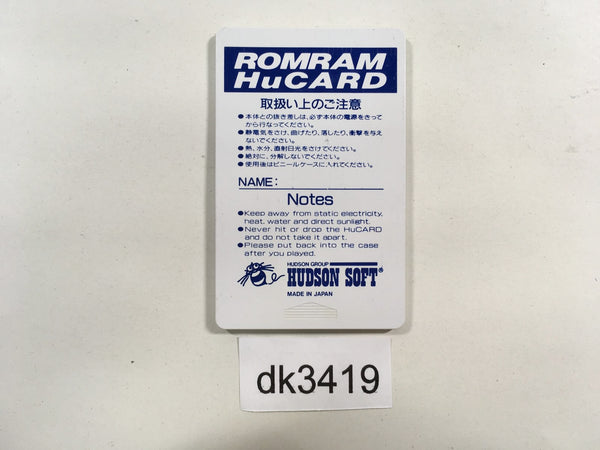 ROMRAM
HuCARD
取扱い上のご注意
●本体との抜き差しは、必ず本体の電源をきって
から行なってください。
●静電気をさけ、曲げたり、落したり、衝撃を与え
ないでください。
●熱、水分、直射日光をさけてください。
●絶対に、分解しないでください。
●使用後はビニールケースに入れてください。
NAME:
Notes
●Keep away from static electricity,
heat, water and direct sunlight.
●Never hit or drop the HuCARD
and do not take it apart.
●Please put back into the case
after you played.
HUDSON GROUP
HUDSON SOFT®
MADE IN JAPAN
dk3419